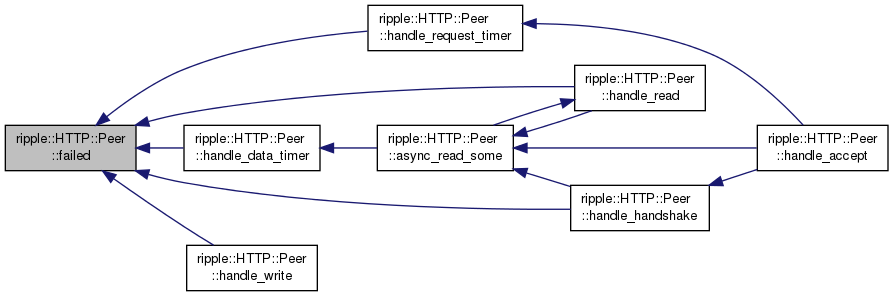 ripple::HTTP::Peer
::handle_request_timer
ripple::HTTP::Peer
::handle_read
ripple::HTTP::Peer
::failed
ripple::HTTP::Peer
::handle_data_timer
ripple::HTTP::Peer
::async_read_some
ripple::HTTP::Peer
::handle_accept
ripple::HTTP::Peer
::handle_handshake
ripple::HTTP::Peer
::handle_write